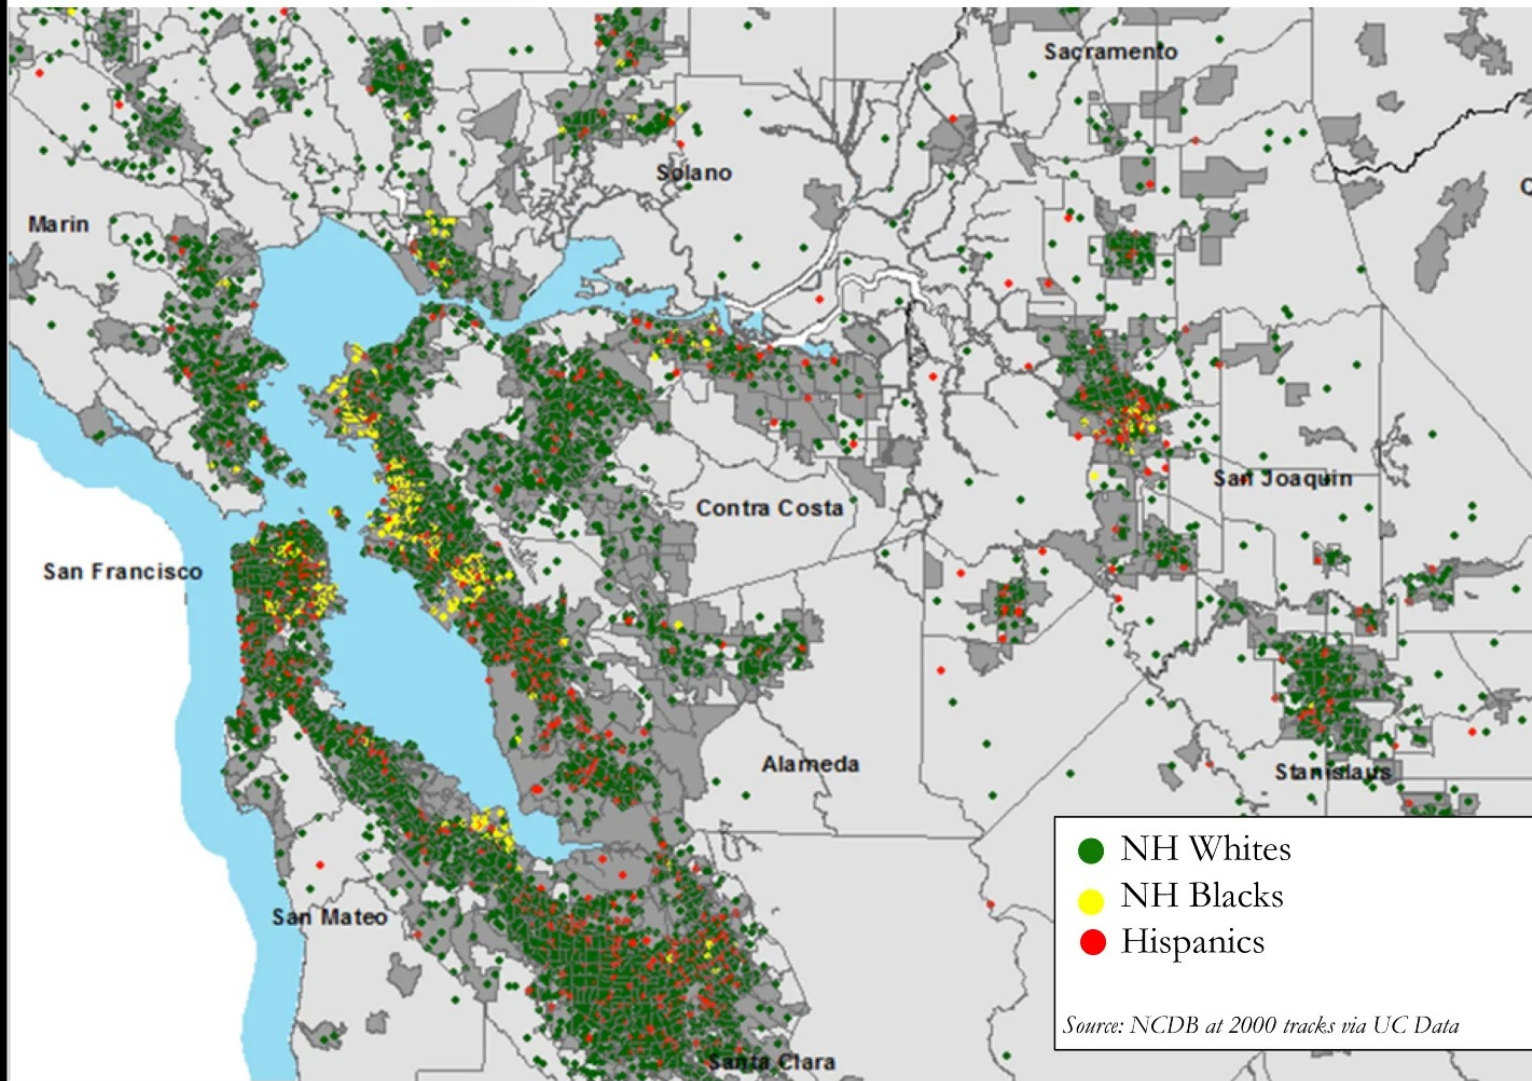 Sacramento
Solano
Marin
San Joaquin
Contra Costa
San Francisco
Alameda
Stanislaus
San Mateo
Santa Clara
NH Whites
NH Blacks
Hispanics
Source: NCDB at 2000 tracks via UC Data